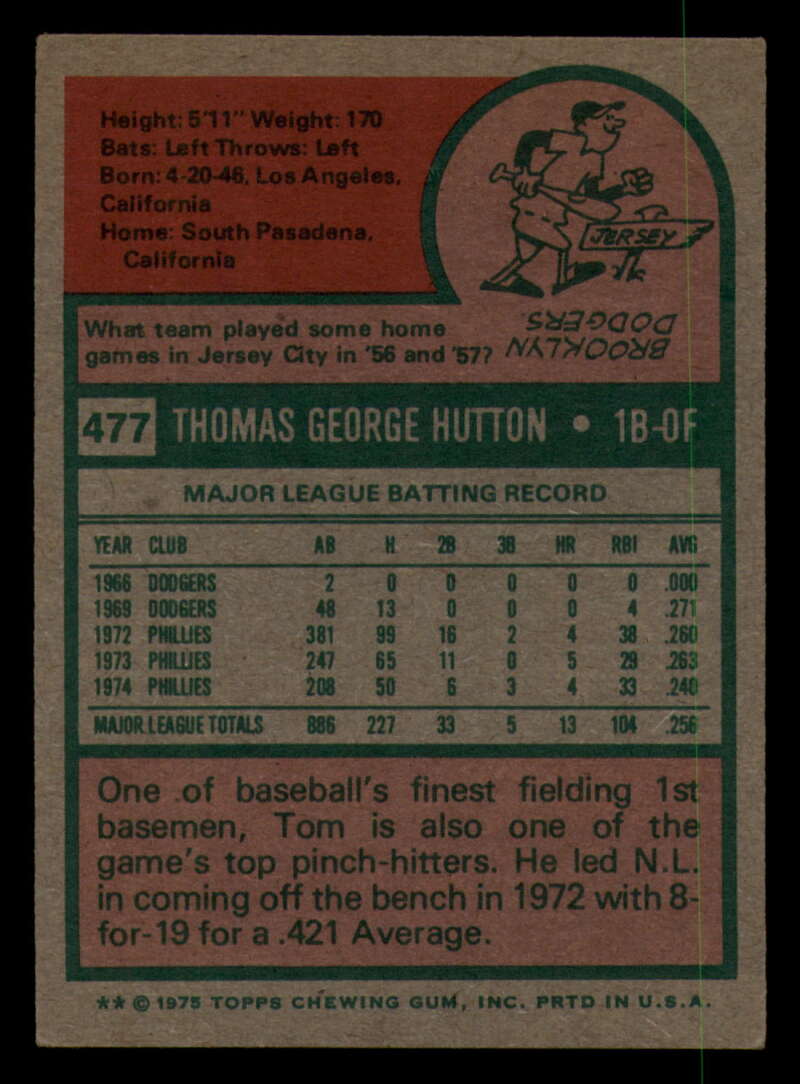 Height: 5'11" Weight: 170
Bats: Left Throws: Left
Born: 4-20-46, Los Angeles,
California
Home: South Pasadena,
California
JERSEY
What team played some home
games in Jersey City in '56 and '57?
BROOKLYN
DODGERS.
477 THOMAS GEORGE HUTTON • 1B-OF
MAJOR LEAGUE BATTING RECORD
YEAR CLUB AB H 2B 3B HR RBI AVG
1966 DODGERS 2 0 0 0 0 0 .000
1969 DODGERS 48 13 0 0 0 4 .271
1972 PHILLIES 381 99 16 2 4 38 .260
1973 PHILLIES 247 65 11 0 5 29 .263
1974 PHILLIES 208 50 6 3 4 33 .240
MAJOR LEAGUE TOTALS 886 227 33 5 13 104 .256
One of baseball's finest fielding 1st
basemen, Tom is also one of the
game's top pinch-hitters. He led N.L.
in coming off the bench in 1972 with 8-
for-19 for a .421 Average.
** © 1975 TOPPS CHEWING GUM, INC. PRTD IN U.S.A.